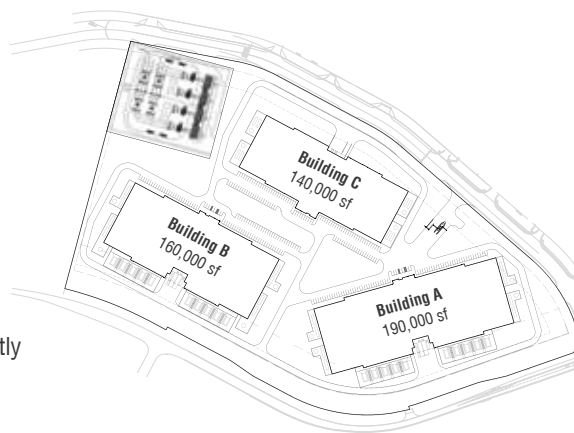 Building C
140,000 sf
Building B
160,000 sf
Building A
190,000 sf
tly